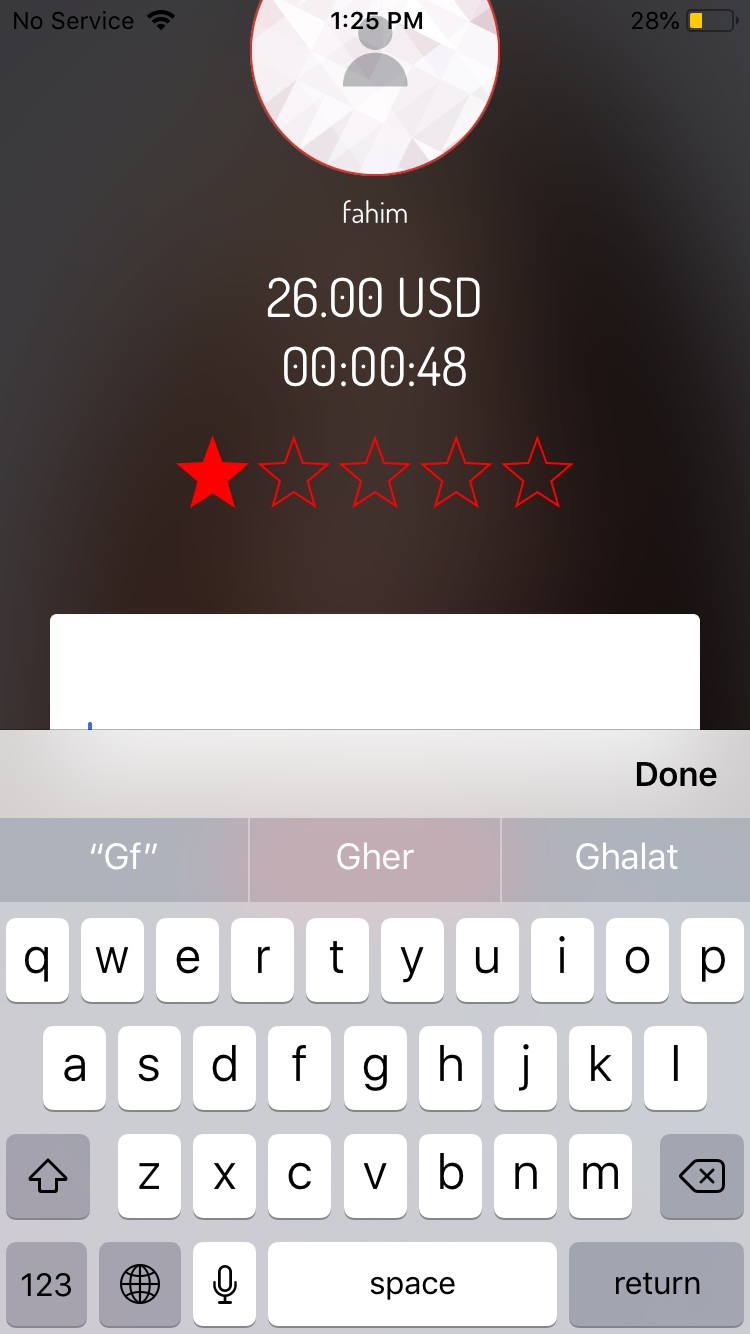 No Service 1:25 PM 28%
fahim
26.00 USD
00:00:48
Done
“Gf” Gher Ghalat
q w e r t y u i o p
a s d f g h j k l
z x c v b n m
123 space return